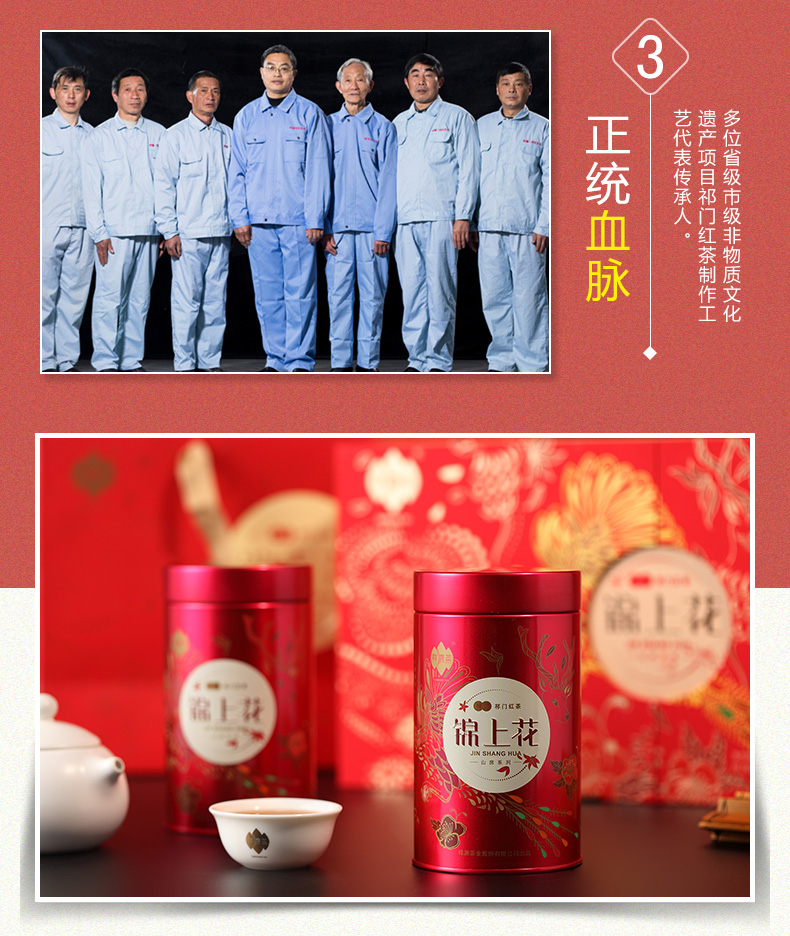 3
正统血脉
多位省级市级非物质文化
遗产项目祁门红茶制作工
艺代表传承人。
锦上花
锦上花
祁门红茶
锦上花
JIN SHANG HUA
山房系列